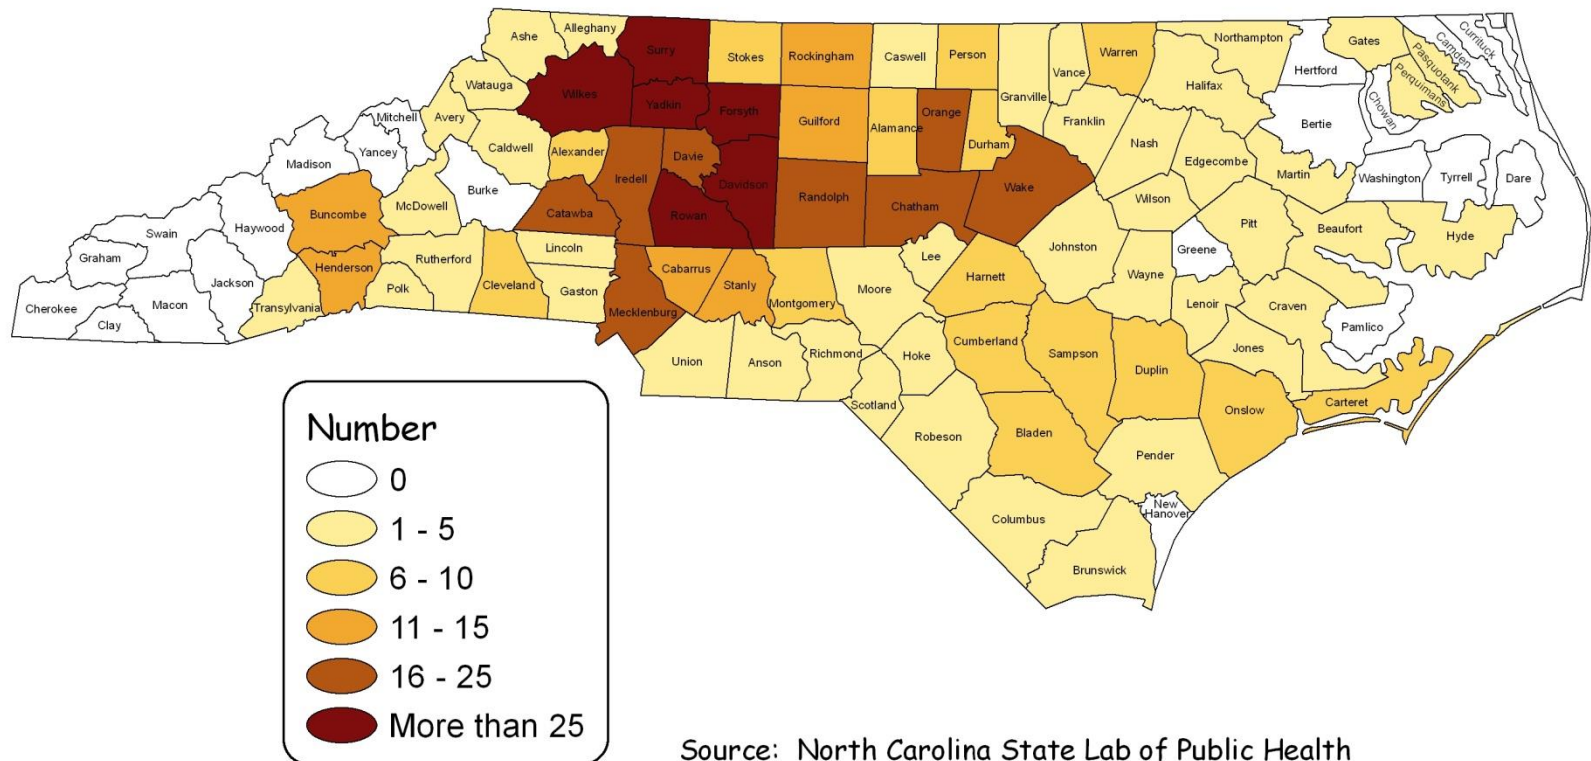 Ashe
Alleghany
Surry
Stokes
Rockingham
Caswell
Person
Granville
Vance
Warren
Northampton
Halifax
Hertford
Gates
Currituck
Camden
Pasquotank
Perquimans
Chowan
Bertie
Watauga
Wilkes
Yadkin
Forsyth
Guilford
Alamance
Orange
Durham
Franklin
Nash
Edgecombe
Martin
Washington
Tyrrell
Dare
Mitchell
Avery
Yancey
Madison
Caldwell
Alexander
Iredell
Davie
Davidson
Randolph
Chatham
Wake
Wilson
Pitt
Beaufort
Hyde
Burke
McDowell
Buncombe
Haywood
Swain
Graham
Cherokee
Clay
Macon
Jackson
Transylvania
Henderson
Polk
Rutherford
Cleveland
Catawba
Lincoln
Gaston
Rowan
Cabarrus
Stanly
Mecklenburg
Montgomery
Moore
Lee
Harnett
Johnston
Wayne
Greene
Lenoir
Craven
Pamlico
Jones
Union
Anson
Richmond
Hoke
Scotland
Cumberland
Sampson
Duplin
Onslow
Carteret
Robeson
Bladen
Pender
Columbus
New
Hanover
Brunswick
Number
0
1 - 5
6 - 10
11 - 15
16 - 25
More than 25
Source: North Carolina State Lab of Public Health